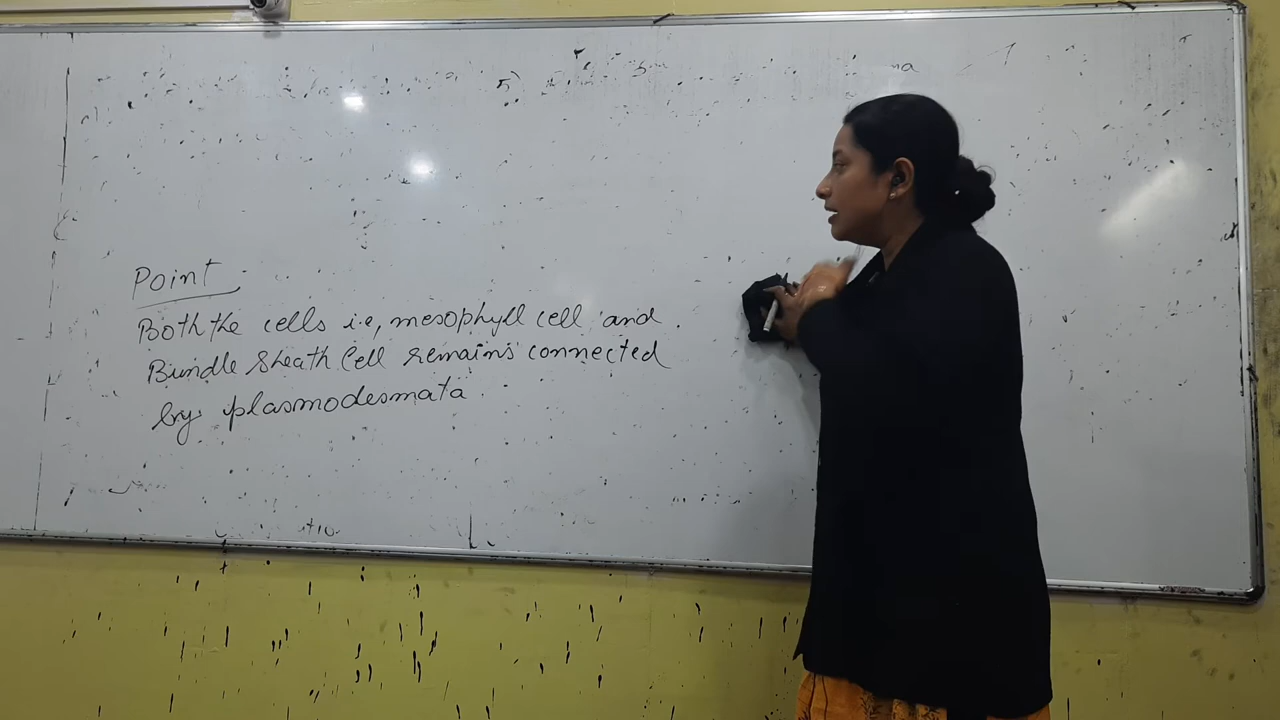 Point
Both the cells i.e, mesophyll cell and
Bundle Sheath Cell remains connected
by plasmodesmata.